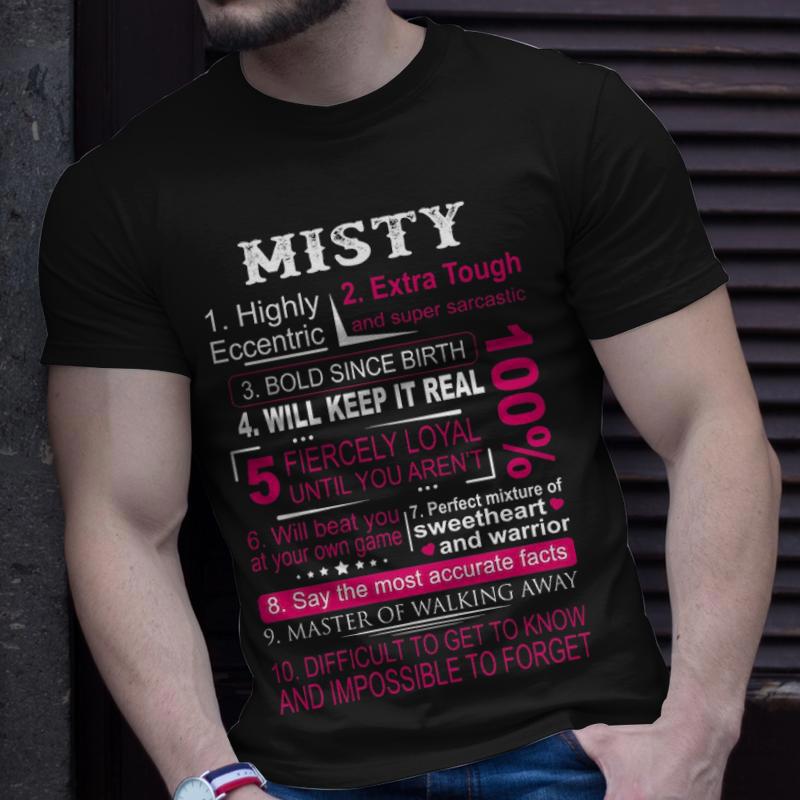 MISTY
1. Highly
Eccentric
2. Extra Tough
and super sarcastic
3. BOLD SINCE BIRTH
4. WILL KEEP IT REAL
100%
5 FIERCELY LOYAL
UNTIL YOU AREN'T
6. Will beat you
at your own game
7. Perfect mixture of
sweetheart
and warrior
8. Say the most accurate facts
9. MASTER OF WALKING AWAY
10. DIFFICULT TO GET TO KNOW
AND IMPOSSIBLE TO FORGET